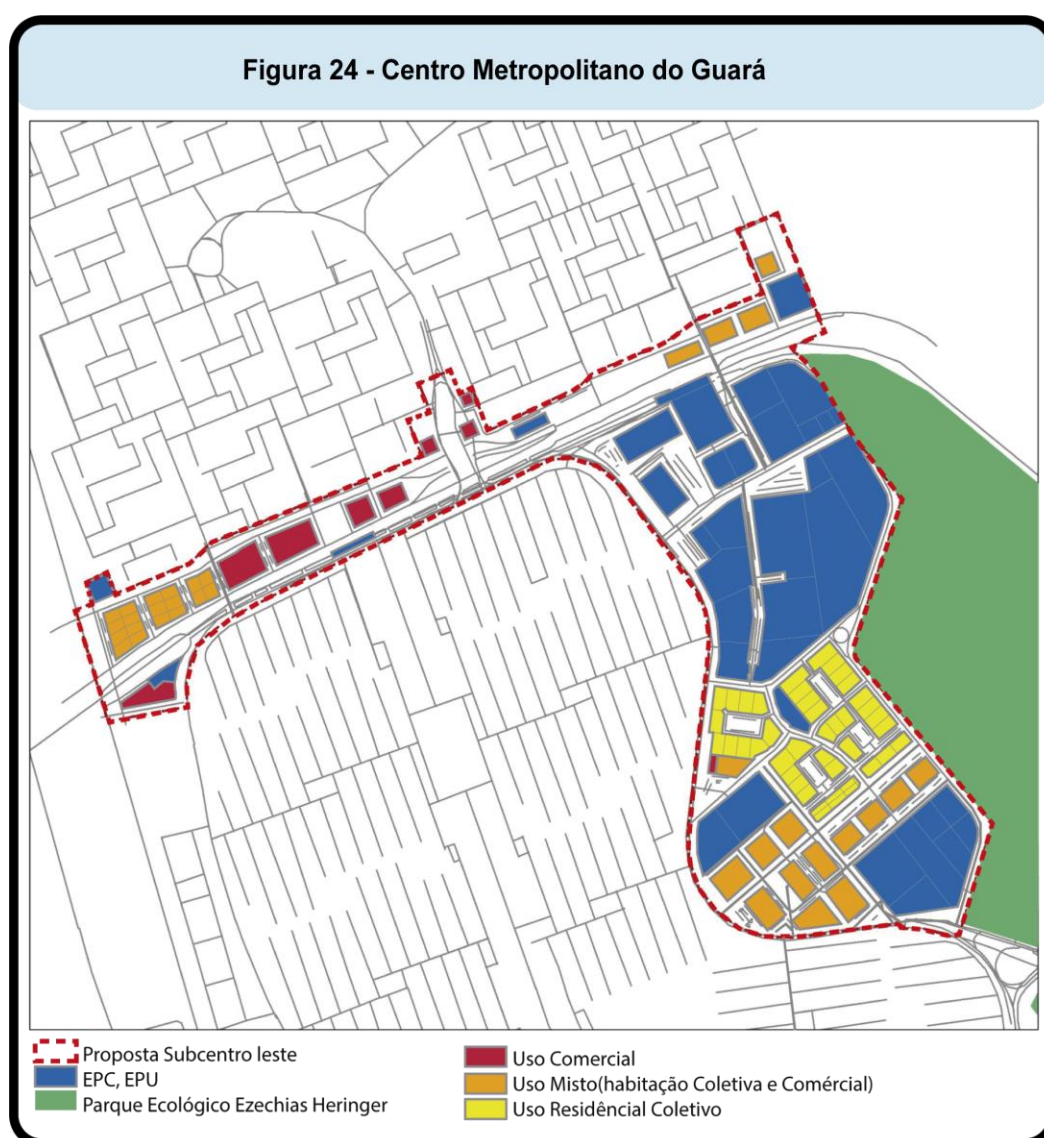 Figura 24 - Centro Metropolitano do Guará
Proposta Subcentro leste
EPC, EPU
Parque Ecológico Ezechias Heringer
Uso Comercial
Uso Misto(habitação Coletiva e Comércial)
Uso Residêncial Coletivo